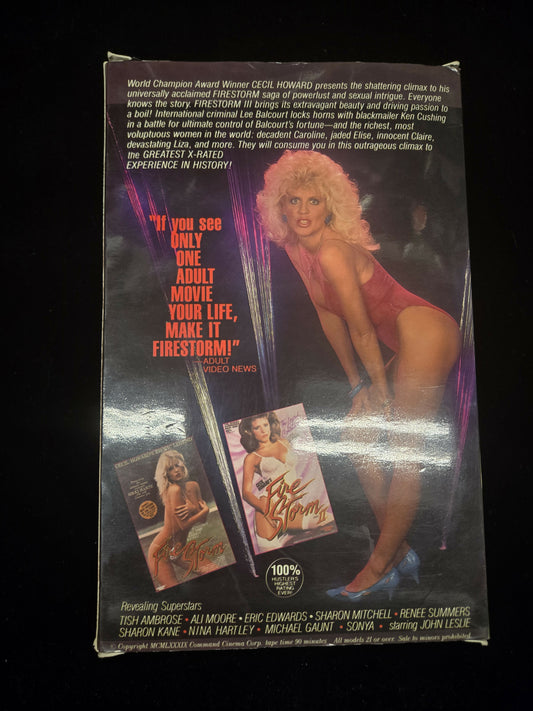 World Champion Award Winner CECIL HOWARD presents the shattering climax to his
universally acclaimed FIRESTORM saga of powerlust and sexual intrigue. Everyone
knows the story. FIRESTORM III brings its extravagant beauty and driving passion to
a boil! International criminal Lee Balcourt locks horns with blackmailer Ken Cushing
in a battle for ultimate control of Balcourt's fortune—and the richest, most
voluptuous women in the world: decadent Caroline, jaded Elise, innocent Claire,
devastating Liza, and more. They will consume you in this outrageous climax to
the GREATEST X-RATED
EXPERIENCE IN HISTORY!
"If you see
ONLY
ONE
ADULT
MOVIE
YOUR LIFE,
MAKE IT
FIRESTORM!"
—ADULT
VIDEO NEWS
Fire Storm
Fire
Storm
II
100%
HUSTLER'S
HIGHEST
RATING
EVER!
Revealing Superstars
TISH AMBROSE • ALI MOORE • ERIC EDWARDS • SHARON MITCHELL • RENEE SUMMERS
SHARON KANE • NINA HARTLEY • MICHAEL GAUNT • SONYA • starring JOHN LESLIE
© Copyright MCMLXXXIX Command Cinema Corp. tape time 90 minutes All models 21 or over. Sale to minors prohibited.